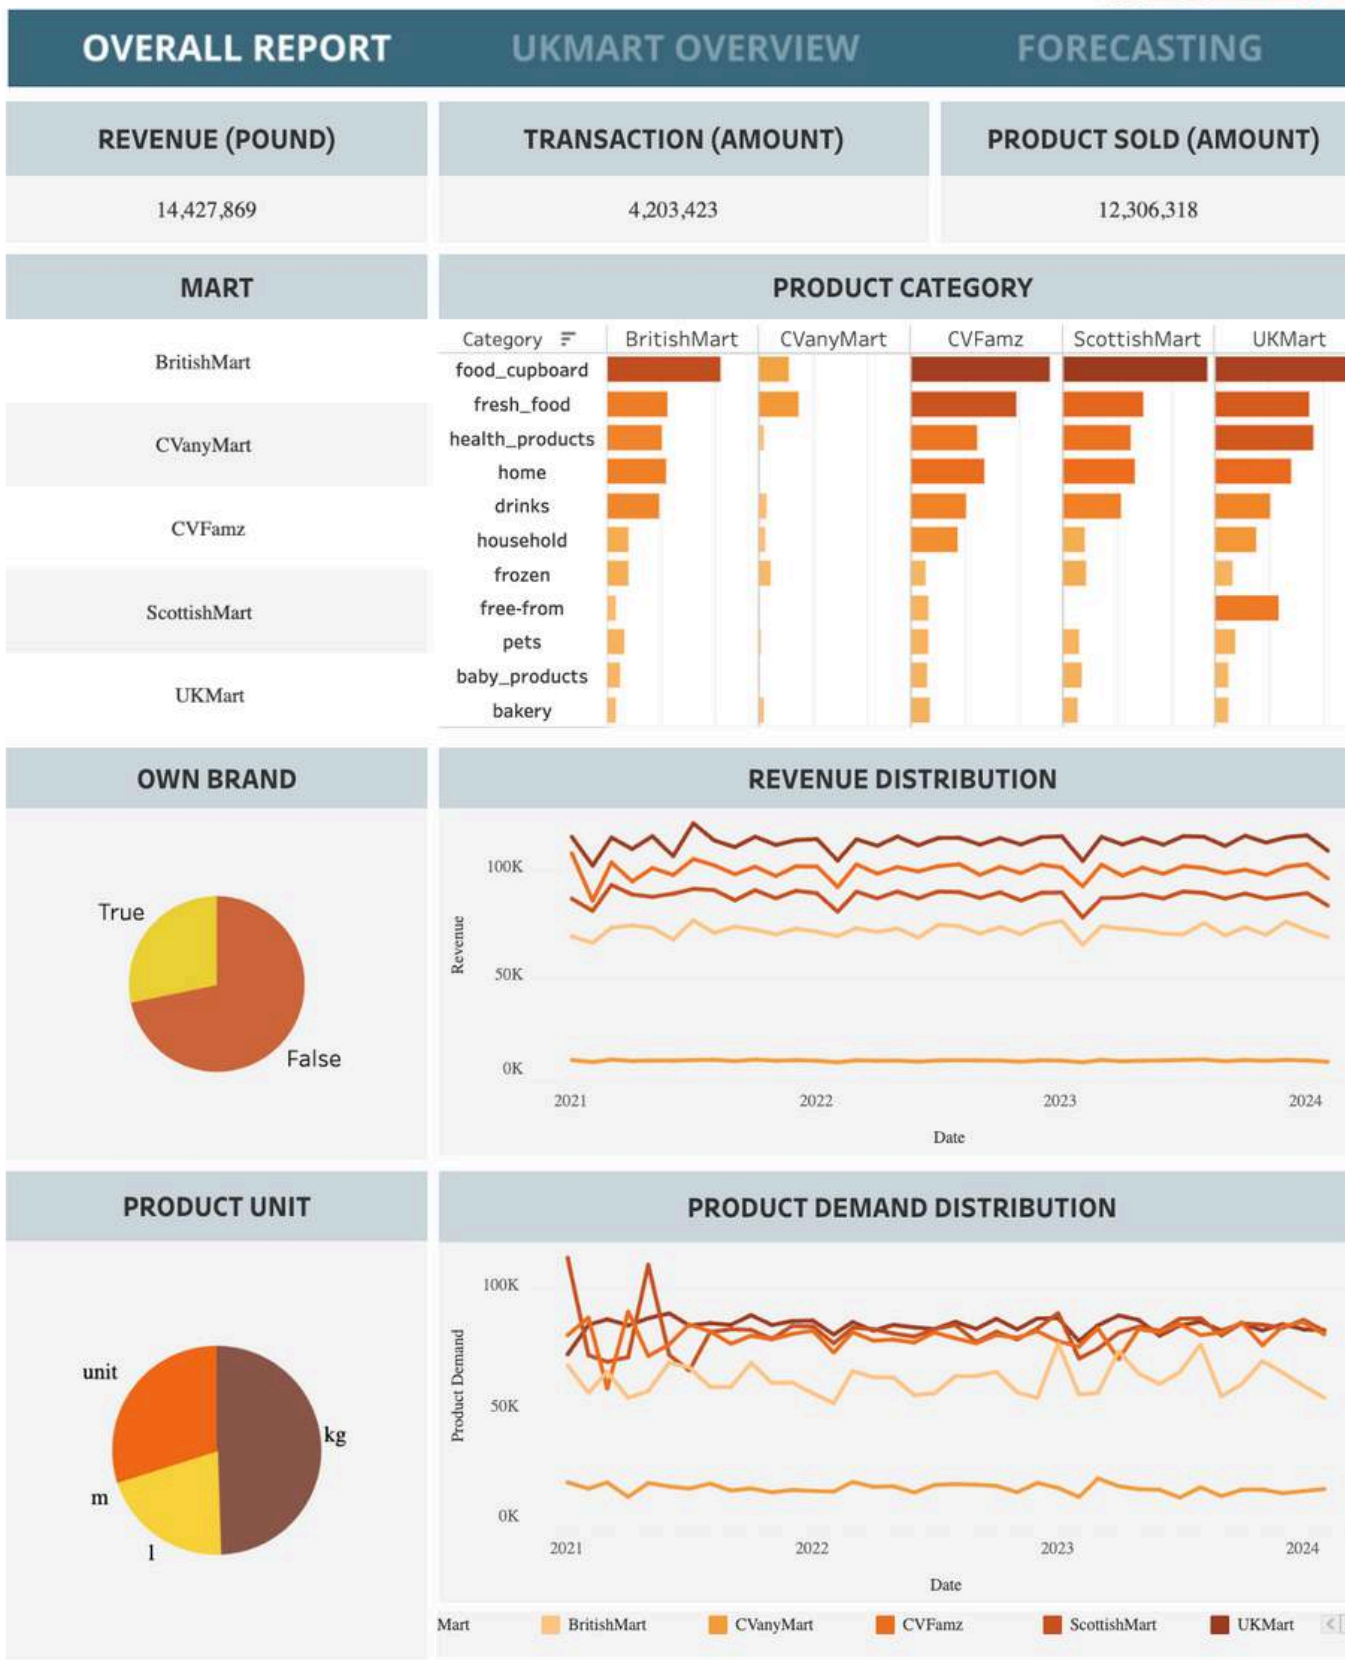 OVERALL REPORT UKMART OVERVIEW FORECASTING
REVENUE (POUND) TRANSACTION (AMOUNT) PRODUCT SOLD (AMOUNT)
14,427,869 4,203,423 12,306,318
MART
BritishMart
CVanyMart
CVFamz
ScottishMart
UKMart
PRODUCT CATEGORY
Category BritishMart CVanyMart CVFamz ScottishMart UKMart
food_cupboard
fresh_food
health_products
home
drinks
household
frozen
free-from
pets
baby_products
bakery
OWN BRAND
True
False
REVENUE DISTRIBUTION
Revenue
100K
50K
0K
2021 2022 2023 2024
Date
PRODUCT UNIT
unit
kg
m
l
PRODUCT DEMAND DISTRIBUTION
Product Demand
100K
50K
0K
2021 2022 2023 2024
Date
Mart BritishMart CVanyMart CVFamz ScottishMart UKMart